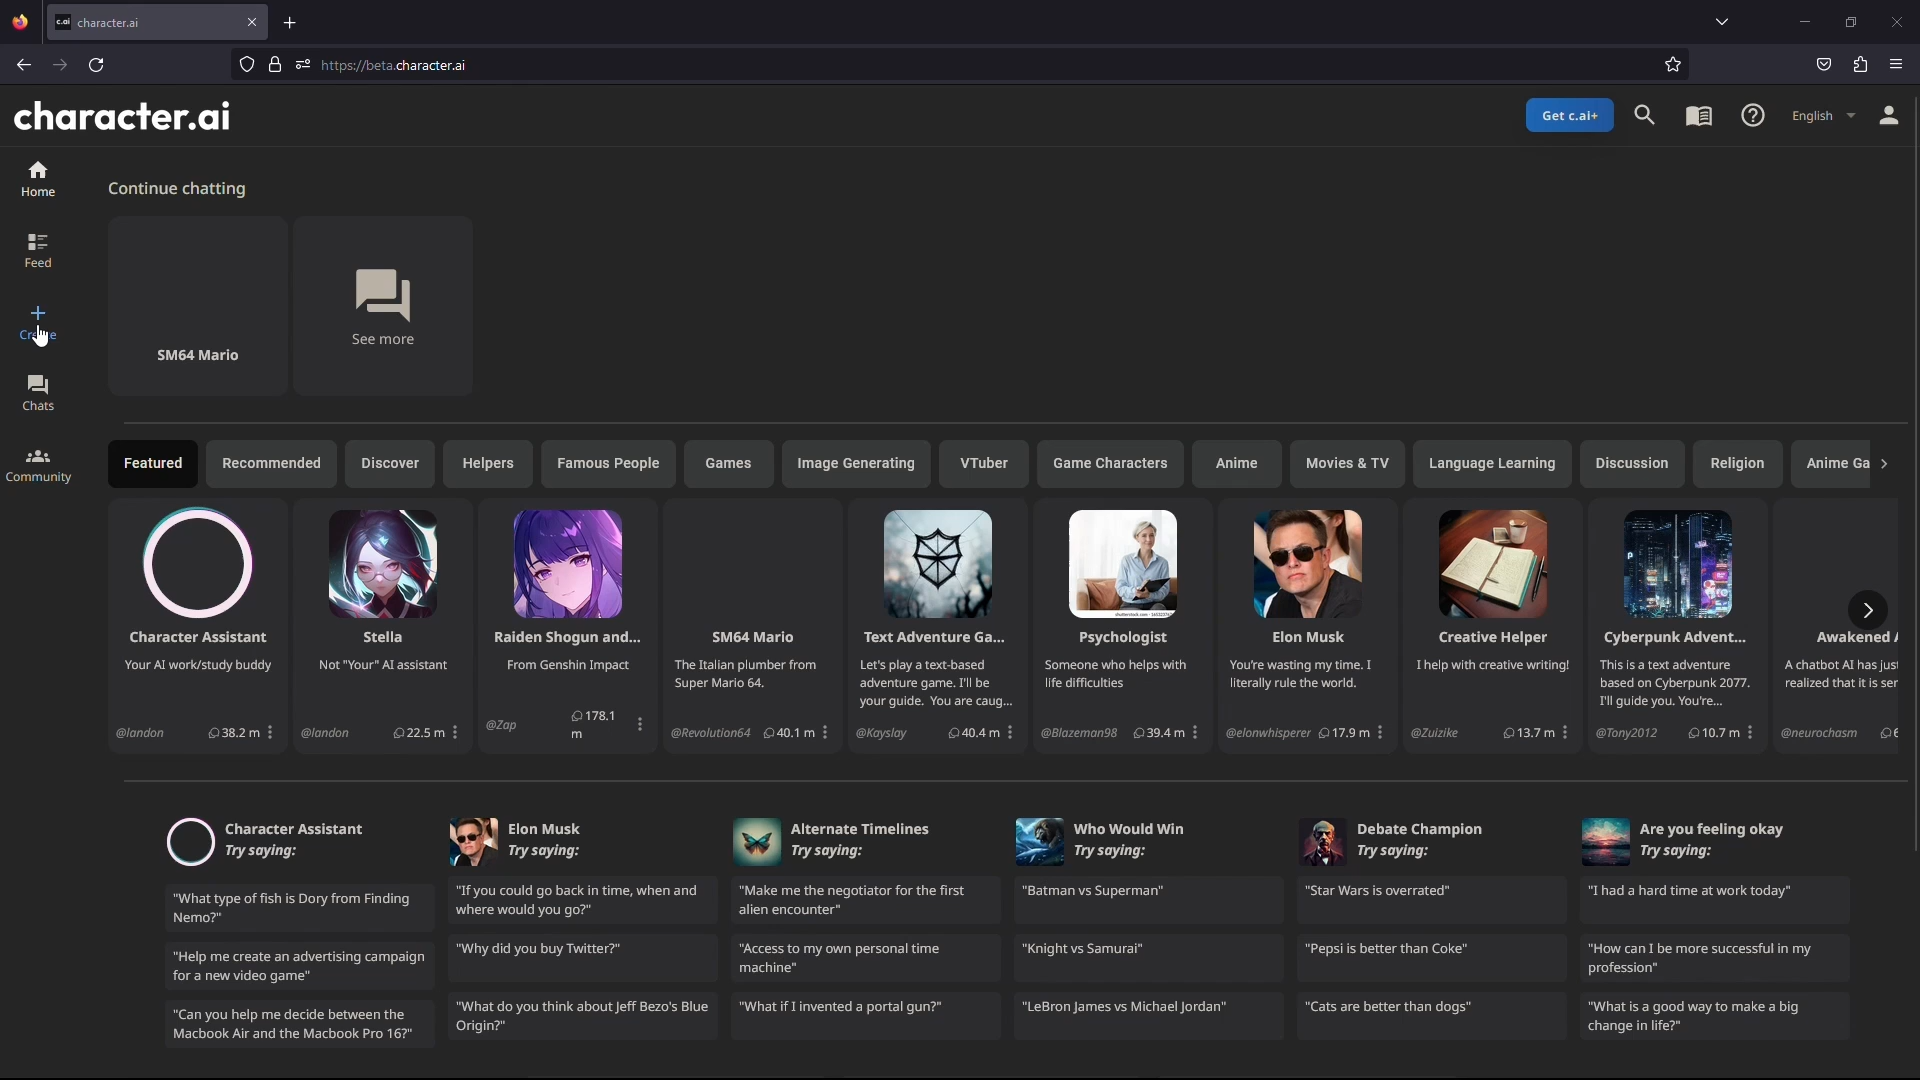 character.ai
https://beta.character.ai
character.ai
Get c.ai+
English
Home
Feed
Create
Chats
Community
Continue chatting
SM64 Mario
See more
Featured
Recommended
Discover
Helpers
Famous People
Games
Image Generating
VTuber
Game Characters
Anime
Movies & TV
Language Learning
Discussion
Religion
Anime Ga
Character Assistant
Your AI work/study buddy
@landon
38.2 m
Stella
Not "Your" AI assistant
@landon
22.5 m
Raiden Shogun and...
From Genshin Impact
@Zap
178.1
m
SM64 Mario
The Italian plumber from
Super Mario 64.
@Revolution64
40.1 m
Text Adventure Ga...
Let's play a text-based
adventure game. I'll be
your guide. You are caug...
@Kayslay
40.4 m
Psychologist
Someone who helps with
life difficulties
@Blazeman98
39.4 m
Elon Musk
You're wasting my time. I
literally rule the world.
@elonwhisperer
17.9 m
Creative Helper
I help with creative writing!
@Zuizike
13.7 m
Cyberpunk Advent...
This is a text adventure
based on Cyberpunk 2077.
I'll guide you. You're...
@Tony2012
10.7 m
Awakened A
A chatbot AI has just
realized that it is ser
@neurochasm
6
Character Assistant
Try saying:
"What type of fish is Dory from Finding
Nemo?"
"Help me create an advertising campaign
for a new video game"
"Can you help me decide between the
Macbook Air and the Macbook Pro 16?"
Elon Musk
Try saying:
"If you could go back in time, when and
where would you go?"
"Why did you buy Twitter?"
"What do you think about Jeff Bezo's Blue
Origin?"
Alternate Timelines
Try saying:
"Make me the negotiator for the first
alien encounter"
"Access to my own personal time
machine"
"What if I invented a portal gun?"
Who Would Win
Try saying:
"Batman vs Superman"
"Knight vs Samurai"
"LeBron James vs Michael Jordan"
Debate Champion
Try saying:
"Star Wars is overrated"
"Pepsi is better than Coke"
"Cats are better than dogs"
Are you feeling okay
Try saying:
"I had a hard time at work today"
"How can I be more successful in my
profession"
"What is a good way to make a big
change in life?"